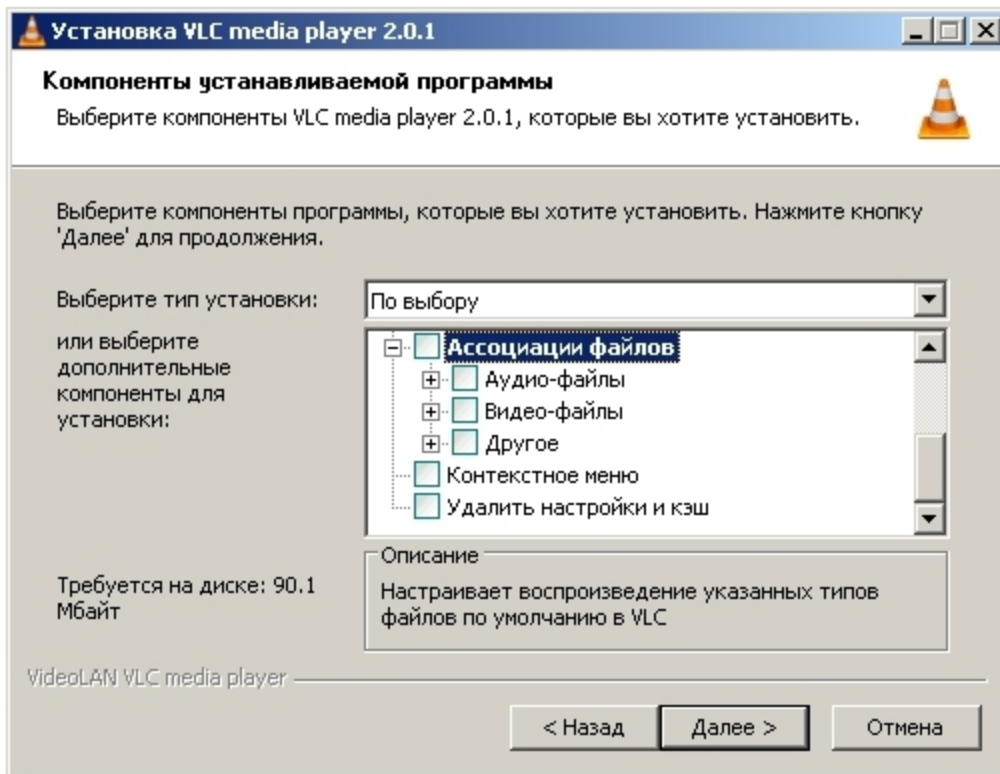 Установка VLC media player 2.0.1
Компоненты устанавливаемой программы
Выберите компоненты VLC media player 2.0.1, которые вы хотите установить.
Выберите компоненты программы, которые вы хотите установить. Нажмите кнопку
'Далее' для продолжения.
Выберите тип установки:
По выбору
или выберите
дополнительные
компоненты для
установки:
Ассоциации файлов
Аудио-файлы
Видео-файлы
Другое
Контекстное меню
Удалить настройки и кэш
Требуется на диске: 90.1
Мбайт
Описание
Настраивает воспроизведение указанных типов
файлов по умолчанию в VLC
VideoLAN VLC media player
< Назад
Далее >
Отмена